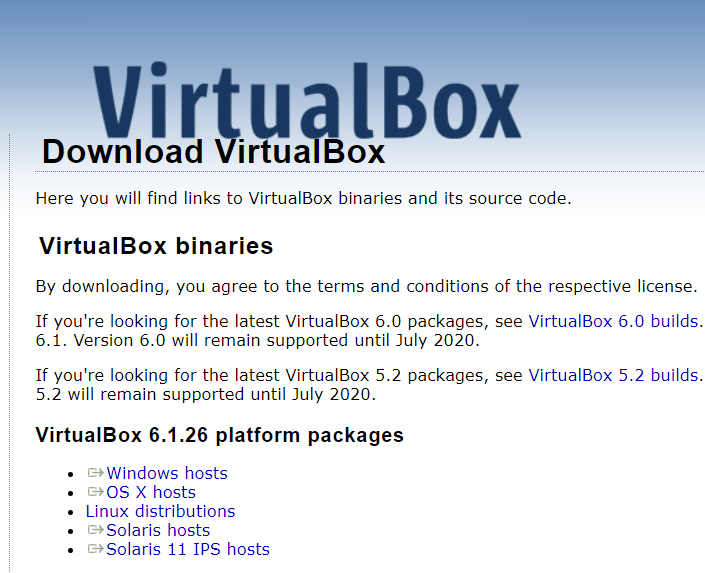 VirtualBox
Download VirtualBox
Here you will find links to VirtualBox binaries and its source code.
VirtualBox binaries
By downloading, you agree to the terms and conditions of the respective license.
If you're looking for the latest VirtualBox 6.0 packages, see VirtualBox 6.0 builds.
6.1. Version 6.0 will remain supported until July 2020.
If you're looking for the latest VirtualBox 5.2 packages, see VirtualBox 5.2 builds.
5.2 will remain supported until July 2020.
VirtualBox 6.1.26 platform packages
Windows hosts
OS X hosts
Linux distributions
Solaris hosts
Solaris 11 IPS hosts